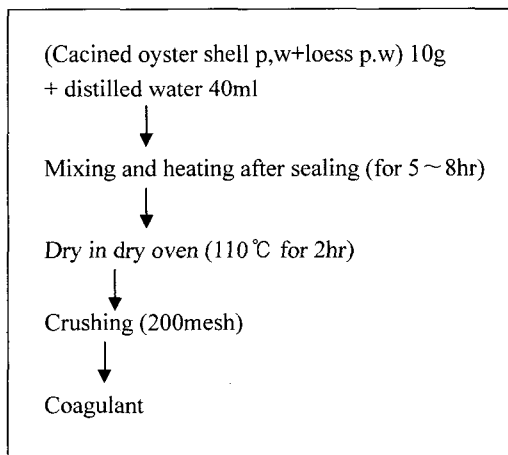 (Cacined oyster shell p,w+loess p.w) 10g
+ distilled water 40ml
Mixing and heating after sealing (for 5～8hr)
Dry in dry oven (110℃ for 2hr)
Crushing (200mesh)
Coagulant